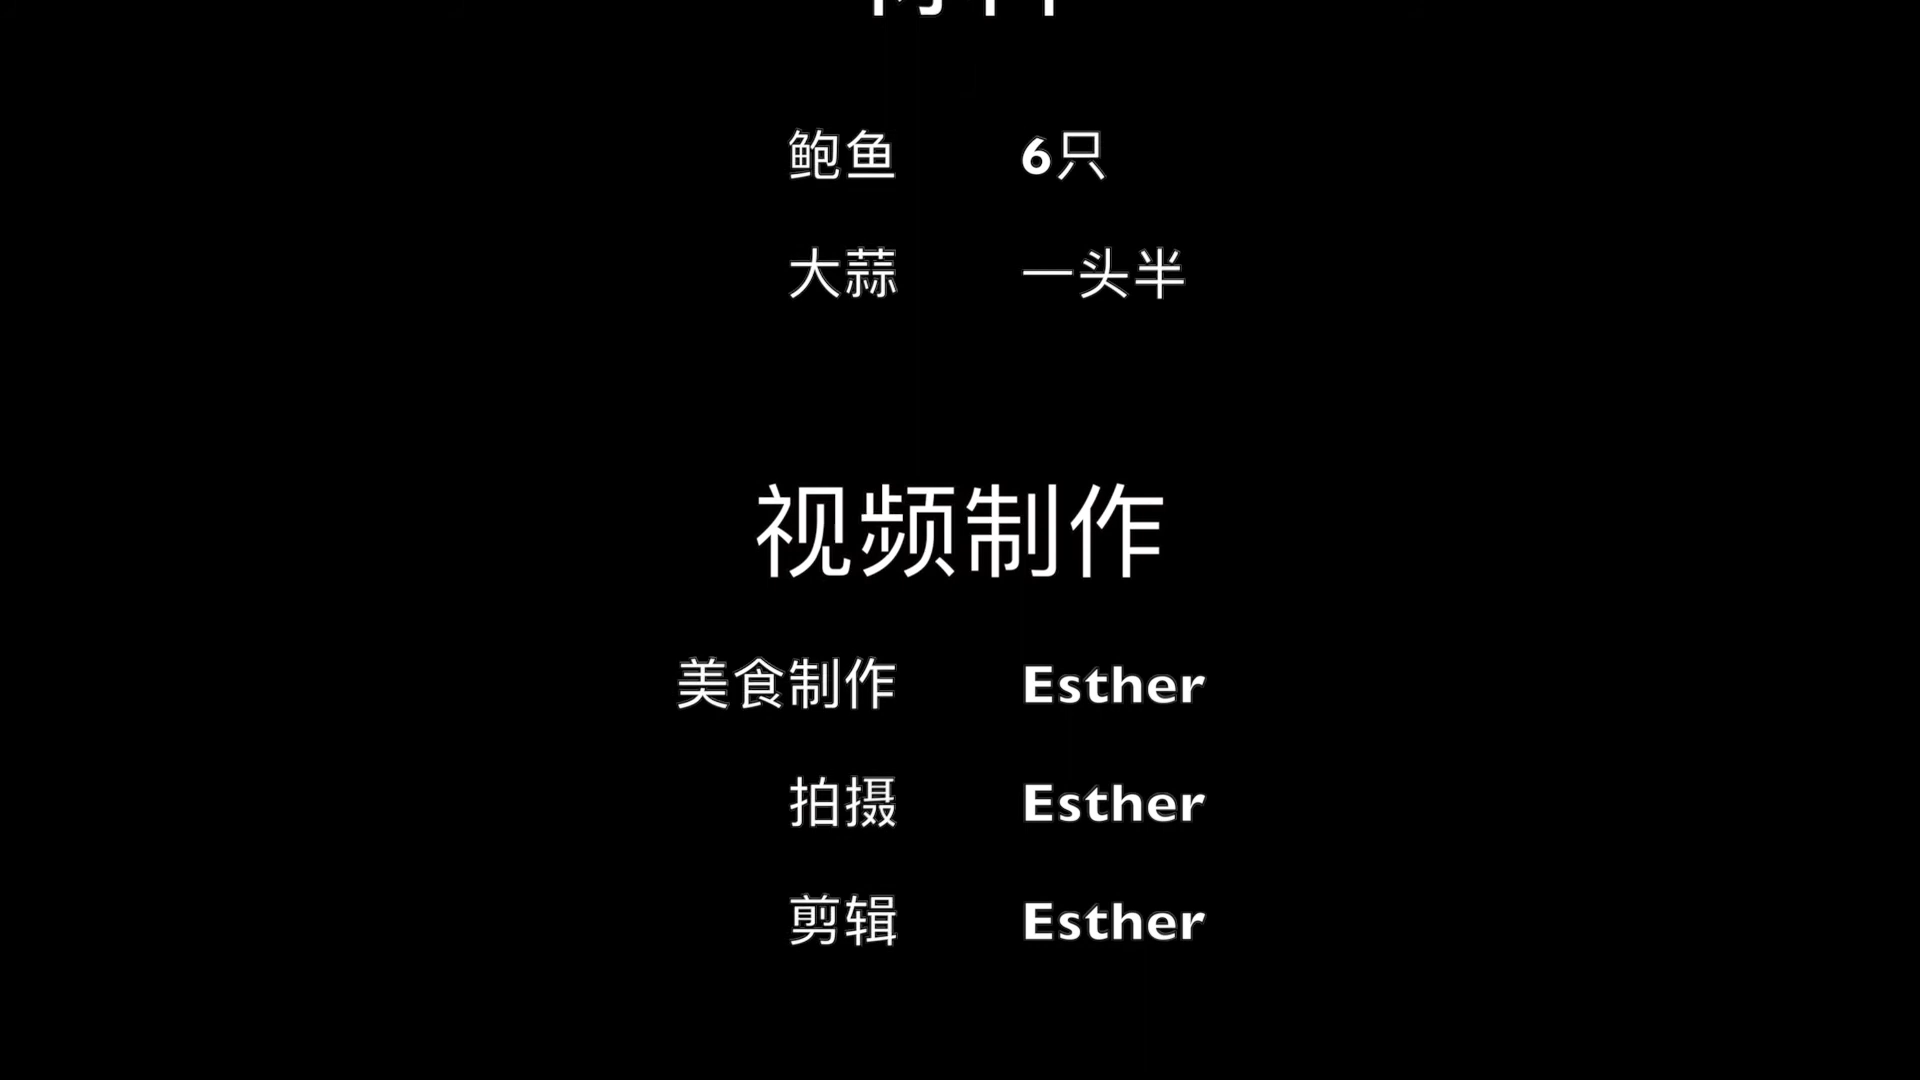 鲍鱼 6只
大蒜 一头半
视频制作
美食制作 Esther
拍摄 Esther
剪辑 Esther